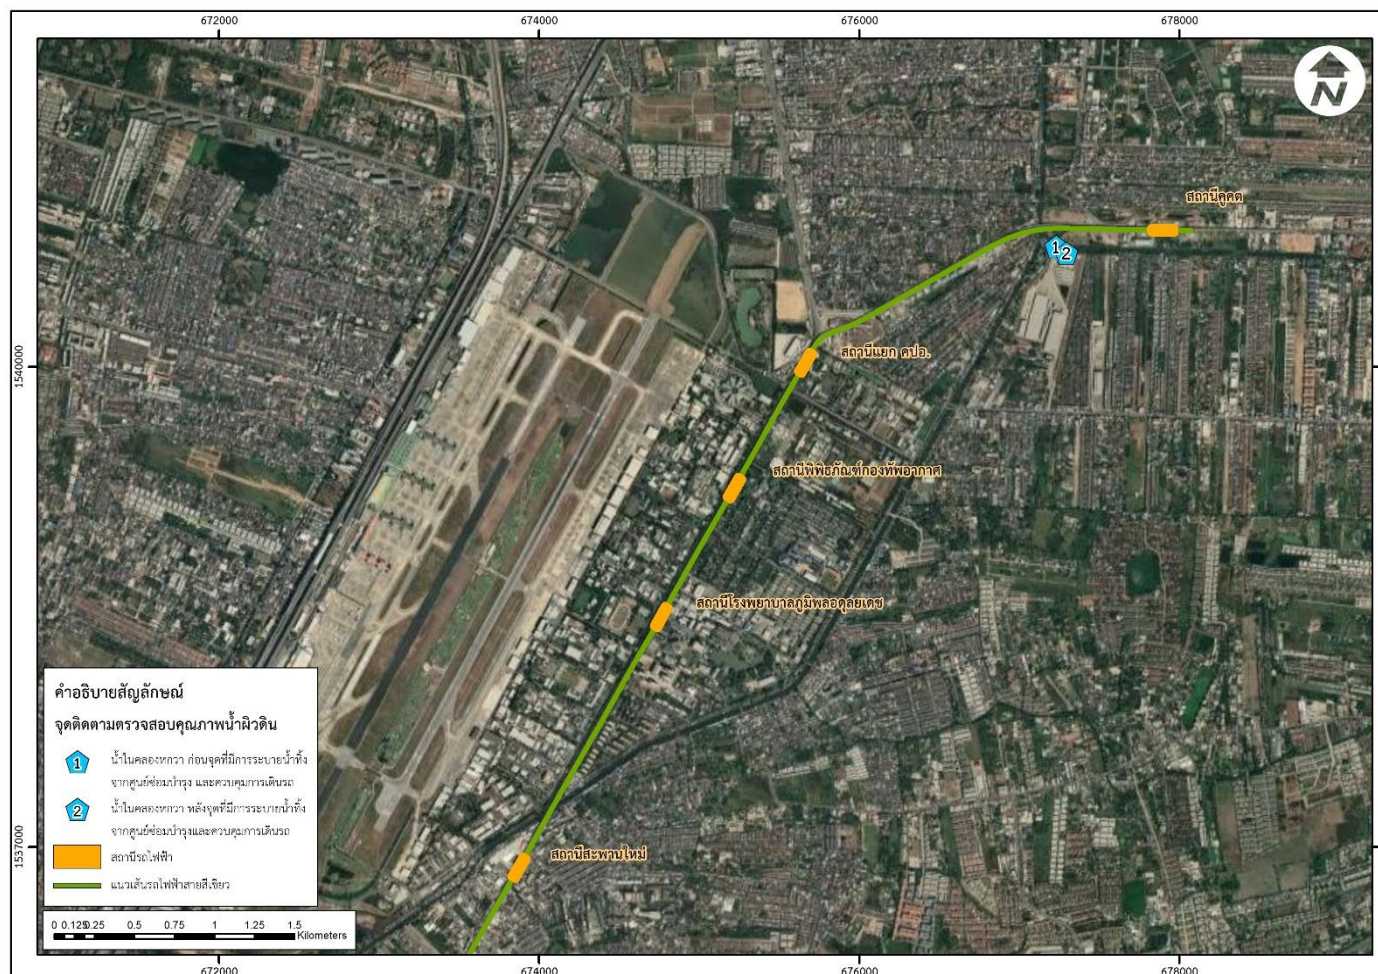 672000 674000 676000 678000
N
สถานีคูคต
1 2
1540000
สถานีแยก คปอ.
สถานีพิพิธภัณฑ์กองทัพอากาศ
สถานีโรงพยาบาลภูมิพลอดุลยเดช
คำอธิบายสัญลักษณ์
จุดติดตามตรวจสอบคุณภาพน้ำผิวดิน
1 น้ำในคลองหกวา ก่อนจุดที่มีการระบายน้ำทิ้ง
จากศูนย์ซ่อมบำรุง และควบคุมการเดินรถ
2 น้ำในคลองหกวา หลังจุดที่มีการระบายน้ำทิ้ง
จากศูนย์ซ่อมบำรุงและควบคุมการเดินรถ
สถานีรถไฟฟ้า
แนวเส้นรถไฟฟ้าสายสีเขียว
1537000
สถานีสะพานใหม่
0 0.125 0.25 0.5 0.75 1 1.25 1.5
Kilometers
672000 674000 676000 678000